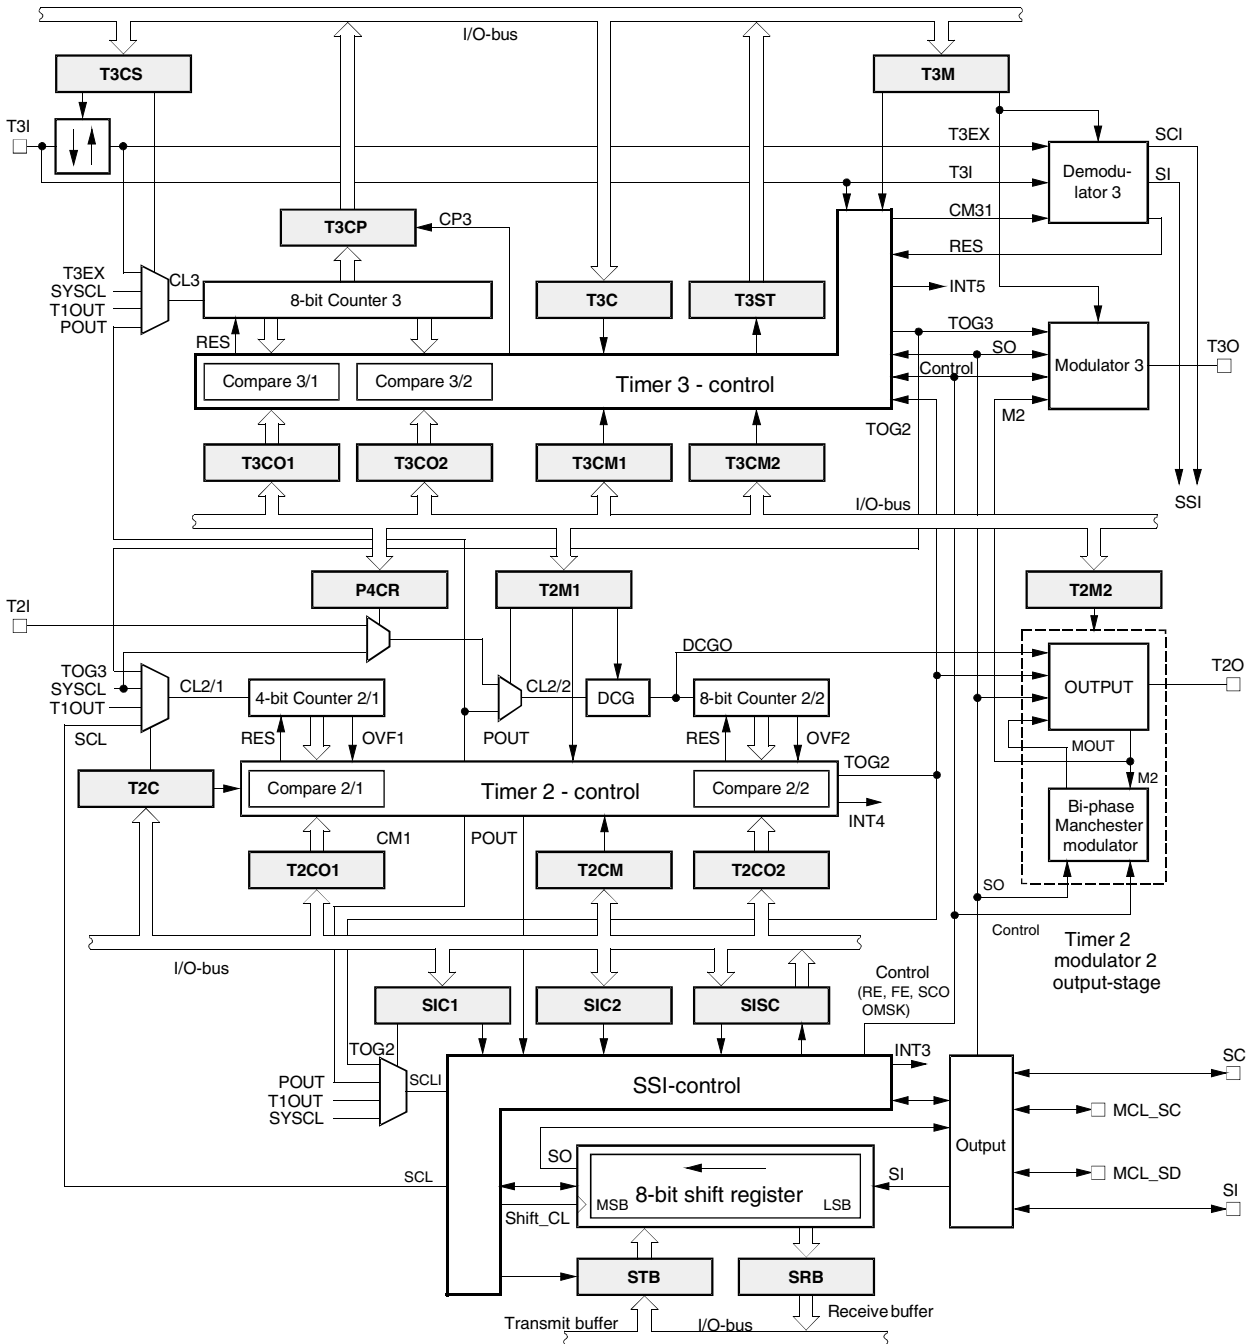 I/O-bus
T3CS
T3M
T3I
T3EX
SCI
T3I
SI
Demodu-
lator 3
CM31
CP3
T3CP
RES
T3EX
CL3
SYSCL
8-bit Counter 3
T3C
T3ST
INT5
T1OUT
POUT
RES
TOG3
SO
Modulator 3
T3O
Control
Compare 3/1
Compare 3/2
Timer 3 - control
M2
TOG2
T3CO1
T3CO2
T3CM1
T3CM2
I/O-bus
SSI
P4CR
T2M1
T2M2
T2I
DCGO
TOG3
SYSCL
CL2/1
4-bit Counter 2/1
CL2/2
DCG
8-bit Counter 2/2
OUTPUT
T2O
T1OUT
SCL
RES
OVF1
POUT
RES
OVF2
MOUT
TOG2
M2
T2C
Compare 2/1
Timer 2 - control
Compare 2/2
Bi-phase
Manchester
modulator
INT4
CM1
POUT
T2CO1
T2CM
T2CO2
SO
Control
Timer 2
modulator 2
output-stage
I/O-bus
Control
(RE, FE, SCO
OMSK)
SIC1
SIC2
SISC
TOG2
INT3
POUT
SCLI
SSI-control
SC
T1OUT
SYSCL
MCL_SC
Output
SO
SCL
MSB
8-bit shift register
LSB
SI
MCL_SD
SI
Shift_CL
STB
SRB
Transmit buffer
I/O-bus
Receive buffer